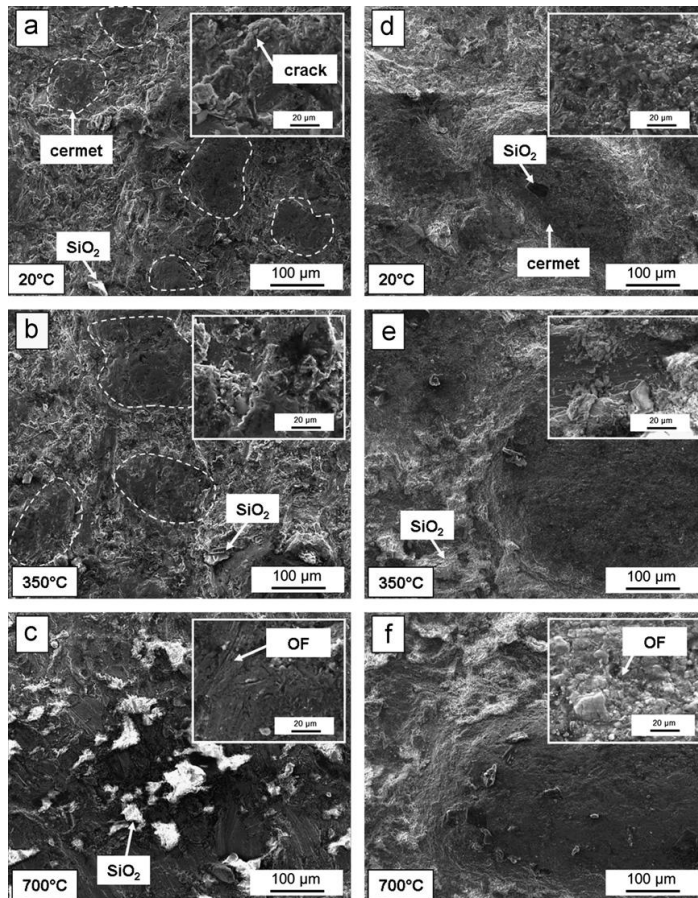 a
crack
20 µm
cermet
SiO₂
20°C
100 µm
d
20 µm
SiO₂
cermet
20°C
100 µm
b
20 µm
SiO₂
350°C
100 µm
e
20 µm
SiO₂
350°C
100 µm
c
OF
20 µm
SiO₂
700°C
100 µm
f
OF
20 µm
700°C
100 µm